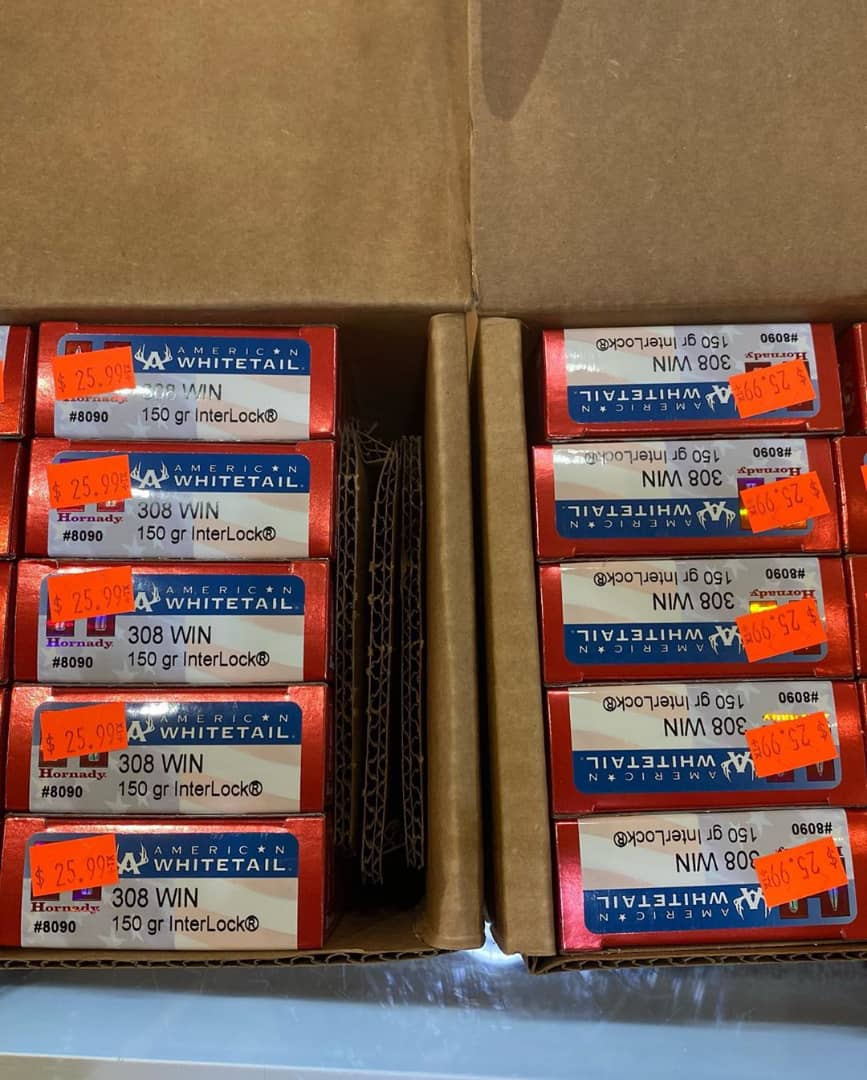 AMERICAN
WHITETAIL
$ 25.99
308 WIN
Hornady
#8090
150 gr InterLock®
AMERICAN
WHITETAIL
$ 25.99
308 WIN
Hornady
#8090
150 gr InterLock®
AMERICAN
WHITETAIL
$ 25.99
308 WIN
Hornady
#8090
150 gr InterLock®
AMERICAN
WHITETAIL
$ 25.99
308 WIN
Hornady
#8090
150 gr InterLock®
AMERICAN
WHITETAIL
$ 25.99
308 WIN
Hornady
#8090
150 gr InterLock®
#8090
150 gr InterLock®
Hornady
308 WIN
$ 25.99
AMERICAN
WHITETAIL
#8090
150 gr InterLock®
Hornady
308 WIN
$ 25.99
AMERICAN
WHITETAIL
#8090
150 gr InterLock®
Hornady
308 WIN
$ 25.99
AMERICAN
WHITETAIL
#8090
150 gr InterLock®
308 WIN
$ 25.99
AMERICAN
WHITETAIL
#8090
150 gr InterLock®
308 WIN
$ 25.99
AMERICAN
WHITETAIL